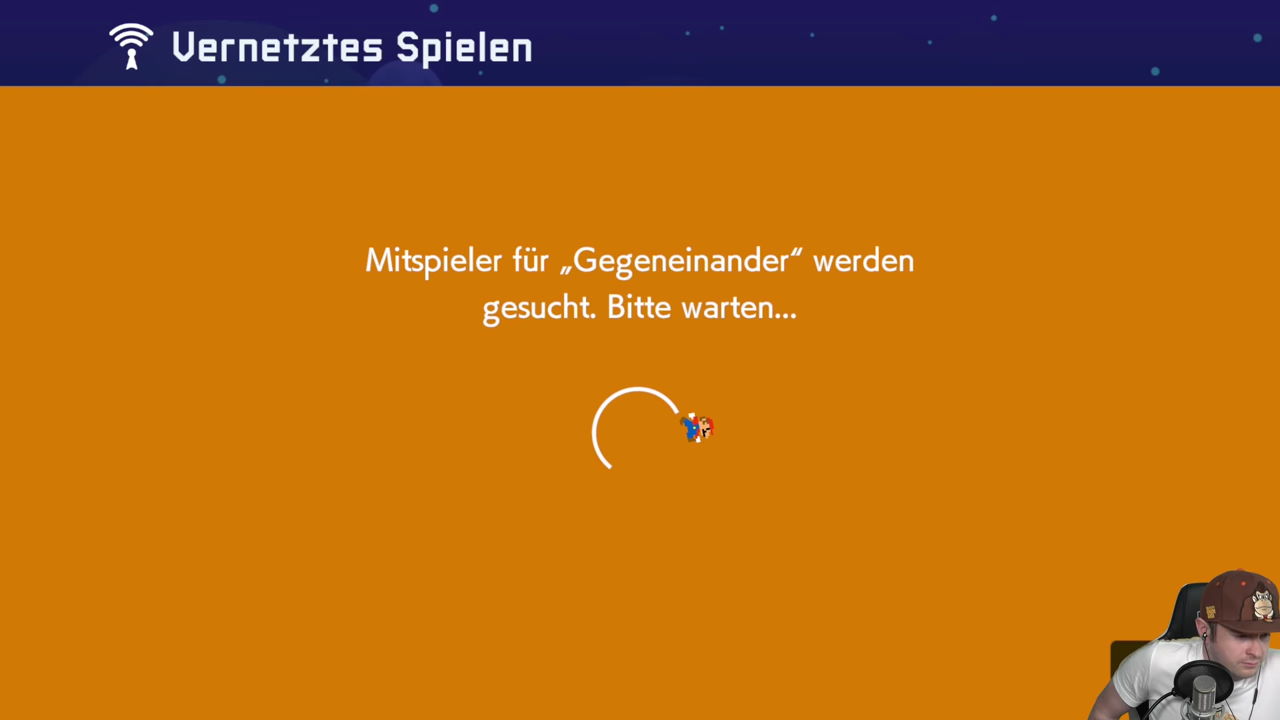 Vernetztes Spielen
Mitspieler für „Gegeneinander“ werden
gesucht. Bitte warten...